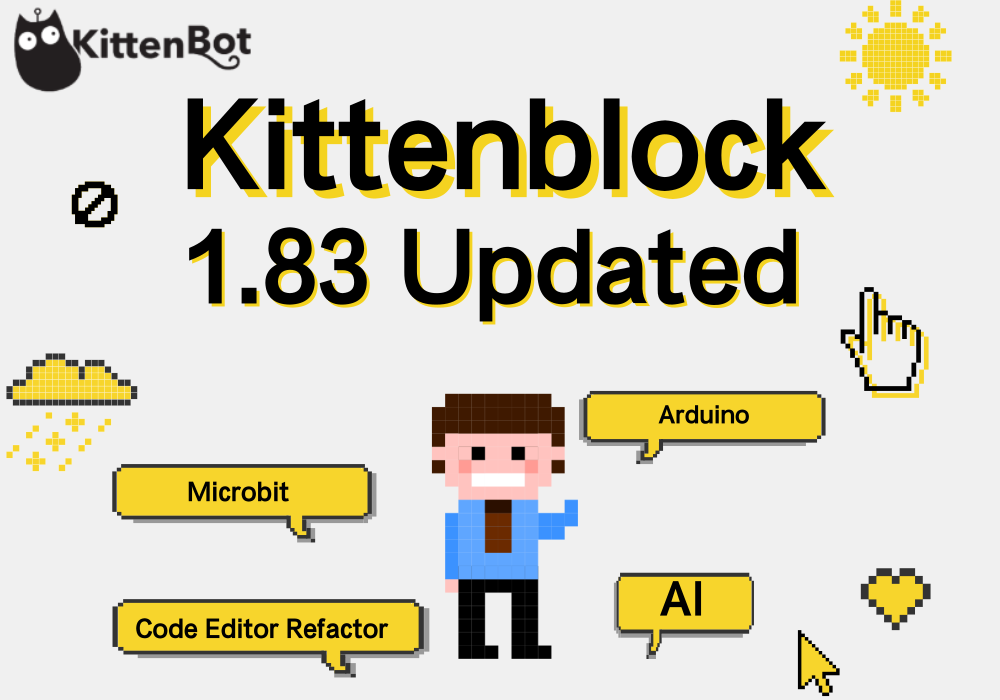 KittenBot
Kittenblock
1.83 Updated
Arduino
Microbit
AI
Code Editor Refactor